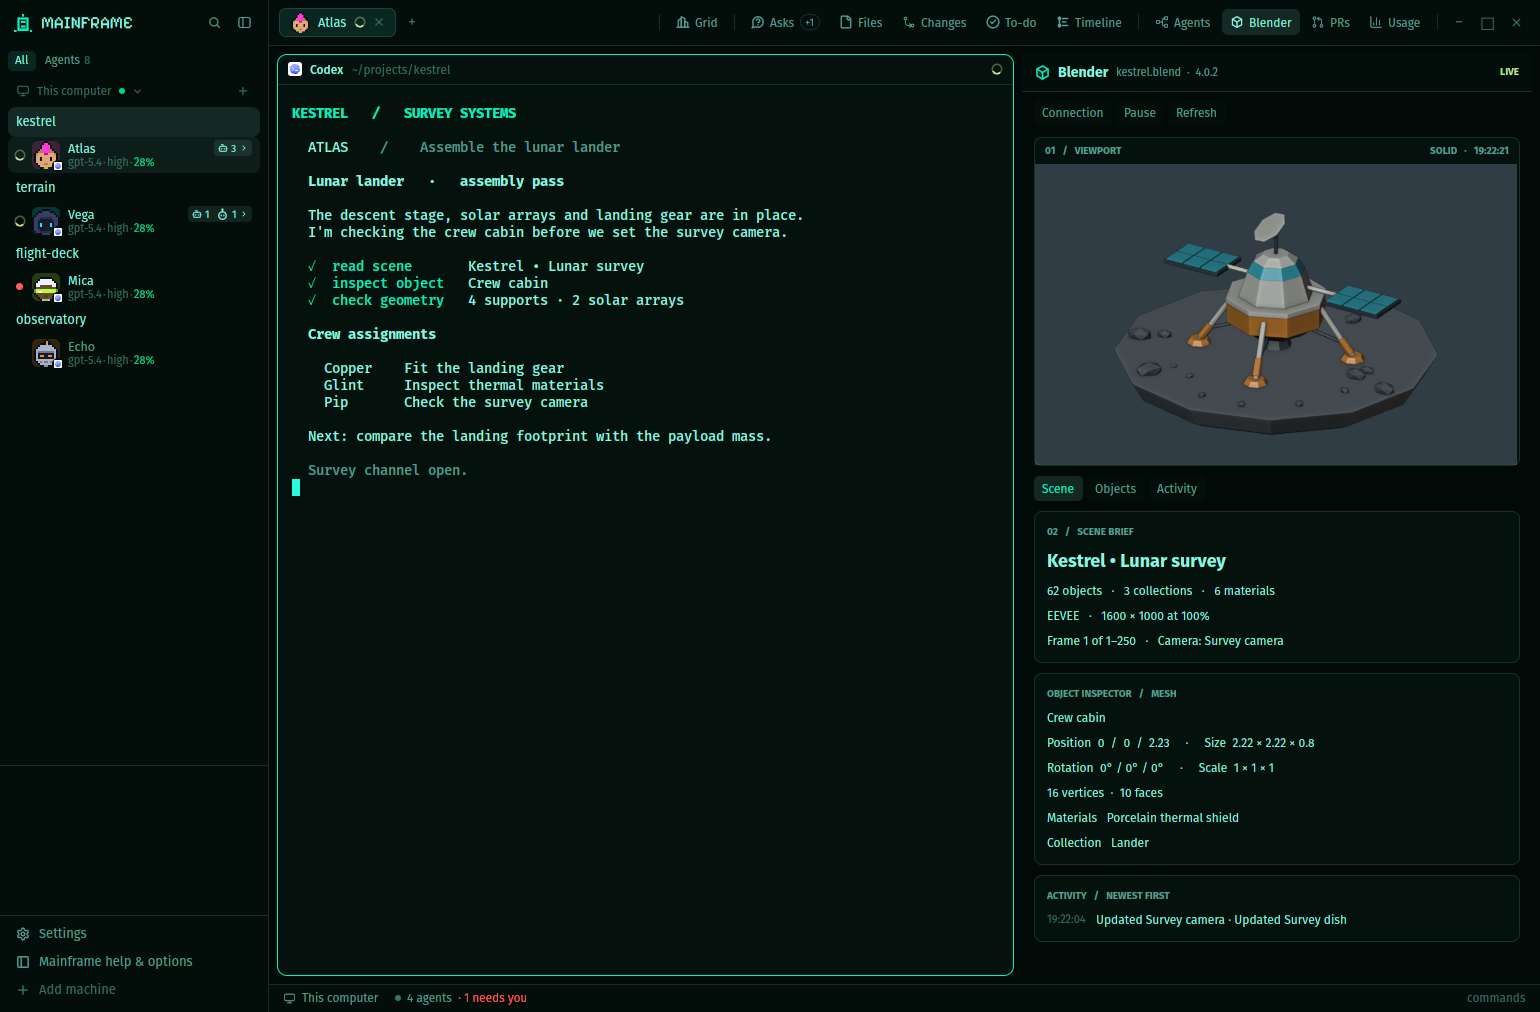 MAINFRAME
All Agents 8
This computer
kestrel
Atlas 3 >
gpt-5.4·high·28%
terrain
Vega 1 1 >
gpt-5.4·high·28%
flight-deck
Mica
gpt-5.4·high·28%
observatory
Echo
gpt-5.4·high·28%
Settings
Mainframe help & options
+ Add machine
Atlas × +
Grid Asks +1 Files Changes To-do Timeline Agents Blender PRs Usage
Codex ~/projects/kestrel
KESTREL / SURVEY SYSTEMS
ATLAS / Assemble the lunar lander
Lunar lander · assembly pass
The descent stage, solar arrays and landing gear are in place.
I'm checking the crew cabin before we set the survey camera.
✓ read scene Kestrel • Lunar survey
✓ inspect object Crew cabin
✓ check geometry 4 supports · 2 solar arrays
Crew assignments
Copper Fit the landing gear
Glint Inspect thermal materials
Pip Check the survey camera
Next: compare the landing footprint with the payload mass.
Survey channel open.
Blender kestrel.blend · 4.0.2 LIVE
Connection Pause Refresh
01 / VIEWPORT SOLID · 19:22:21
Scene Objects Activity
02 / SCENE BRIEF
Kestrel • Lunar survey
62 objects · 3 collections · 6 materials
EEVEE · 1600 × 1000 at 100%
Frame 1 of 1–250 · Camera: Survey camera
OBJECT INSPECTOR / MESH
Crew cabin
Position 0 / 0 / 2.23 · Size 2.22 × 2.22 × 0.8
Rotation 0° / 0° / 0° · Scale 1 × 1 × 1
16 vertices · 10 faces
Materials Porcelain thermal shield
Collection Lander
ACTIVITY / NEWEST FIRST
19:22:04 Updated Survey camera · Updated Survey dish
This computer 4 agents · 1 needs you
commands